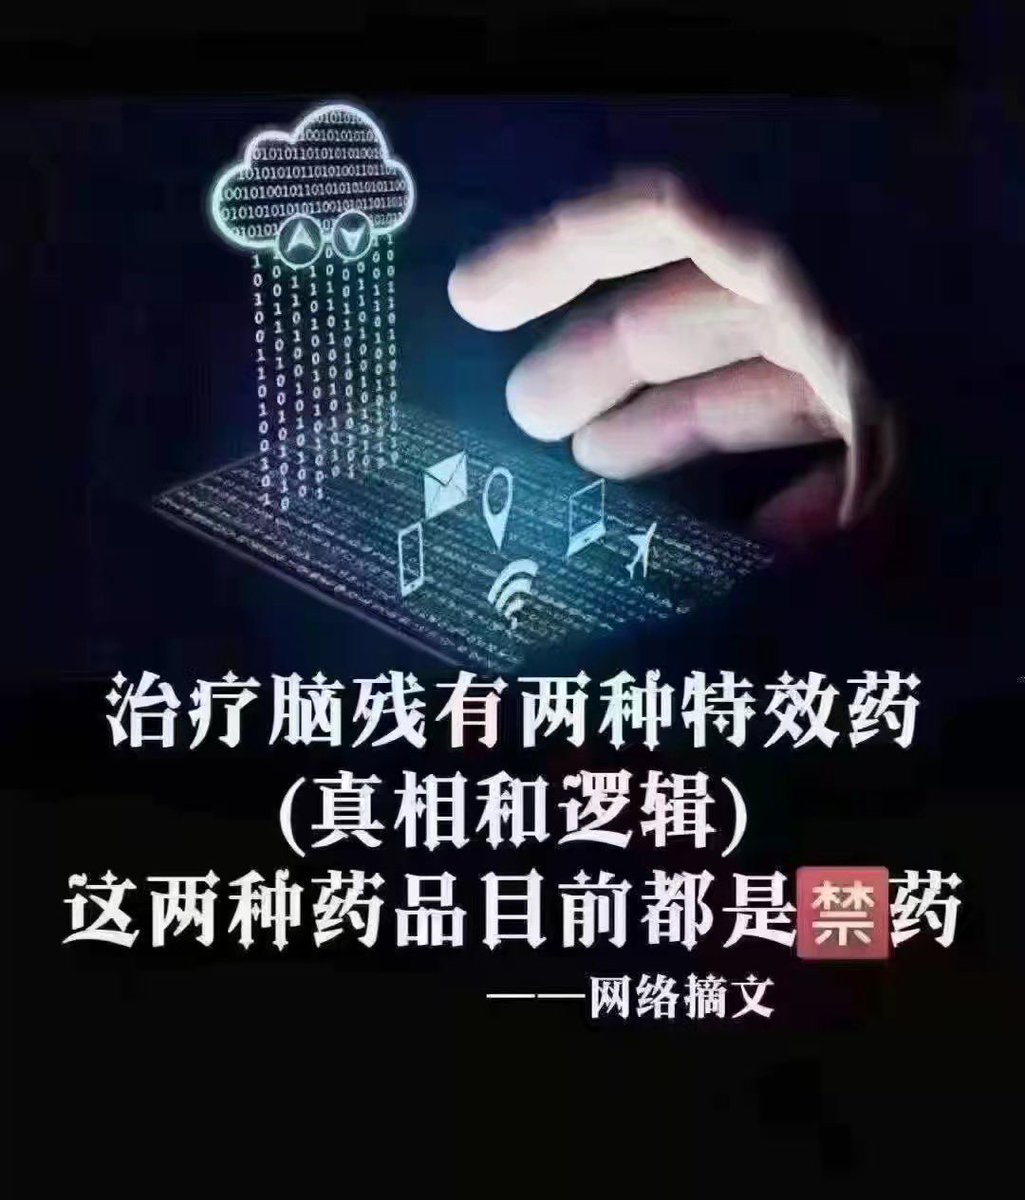 治疗脑残有两种特效药
(真相和逻辑)
这两种药品目前都是禁药
——网络摘文